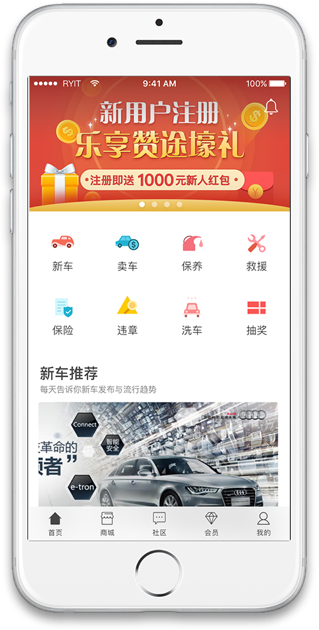 RYIT 9:41 AM 100%
新用户注册
乐享赞途壕礼
注册即送 1000 元新人红包
新车 卖车 保养 救援
保险 违章 洗车 抽奖
新车推荐
每天告诉你新车发布与流行趋势
Connect
智能
安全
革命的
e-tron
首页 商城 社区 会员 我的